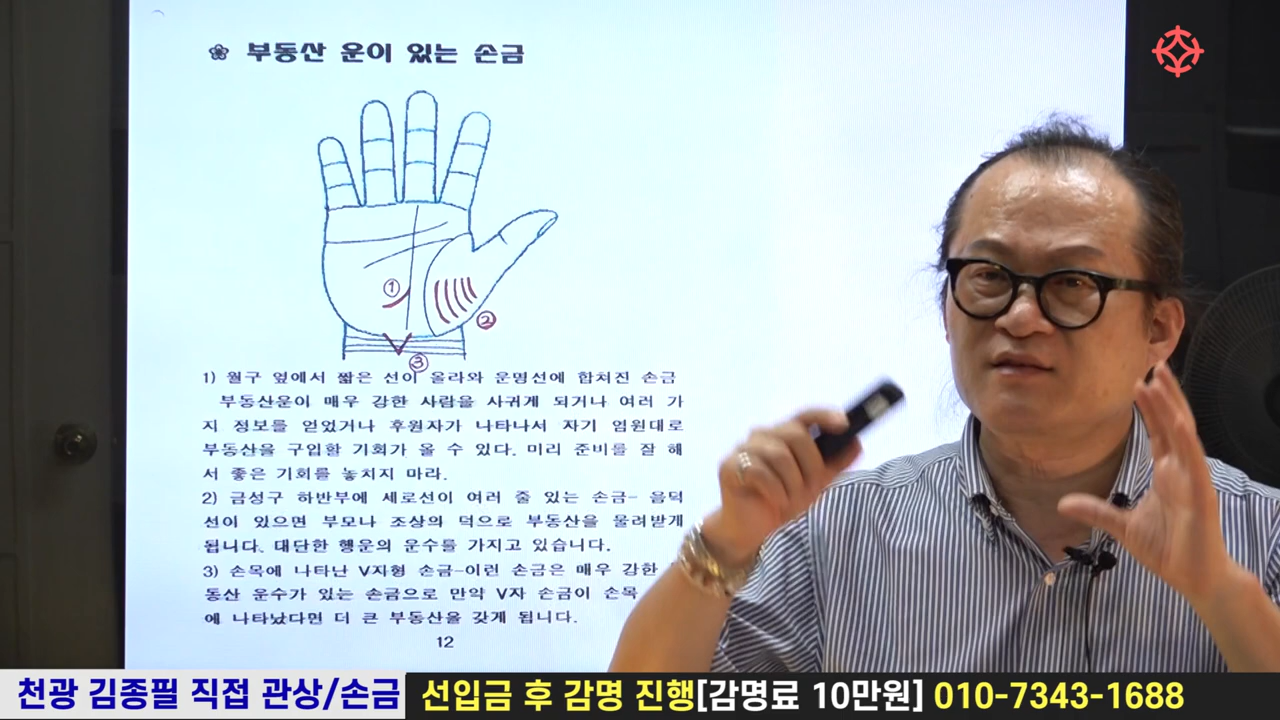 ❀ 부동산 운이 있는 손금
①
②
③
1) 월구 옆에서 짧은 선이 올라와 운명선에 합쳐진 손금
부동산운이 매우 강한 사람을 사귀게 되거나 여러 가
지 정보를 얻었거나 후원자가 나타나서 자기 염원대로
부동산을 구입할 기회가 올 수 있다. 미리 준비를 잘 해
서 좋은 기회를 놓치지 마라.
2) 금성구 하반부에 세로선이 여러 줄 있는 손금- 음덕
선이 있으면 부모나 조상의 덕으로 부동산을 물려받게
됩니다. 대단한 행운의 운수를 가지고 있습니다.
3) 손목에 나타난 V자형 손금-이런 손금은 매우 강한
동산 운수가 있는 손금으로 만약 V자 손금이 손목
에 나타났다면 더 큰 부동산을 갖게 됩니다.
12
천광 김종필 직접 관상/손금 선입금 후 감명 진행[감명료 10만원] 010-7343-1688